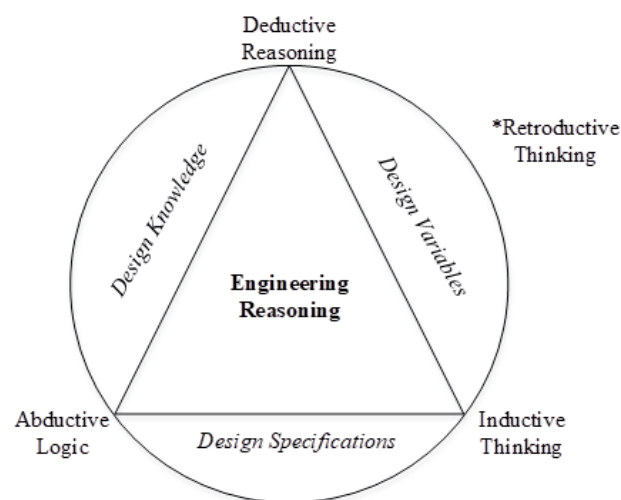 Deductive
Reasoning
*Retroductive
Thinking
Design Knowledge
Design Variables
Engineering
Reasoning
Abductive
Logic
Design Specifications
Inductive
Thinking